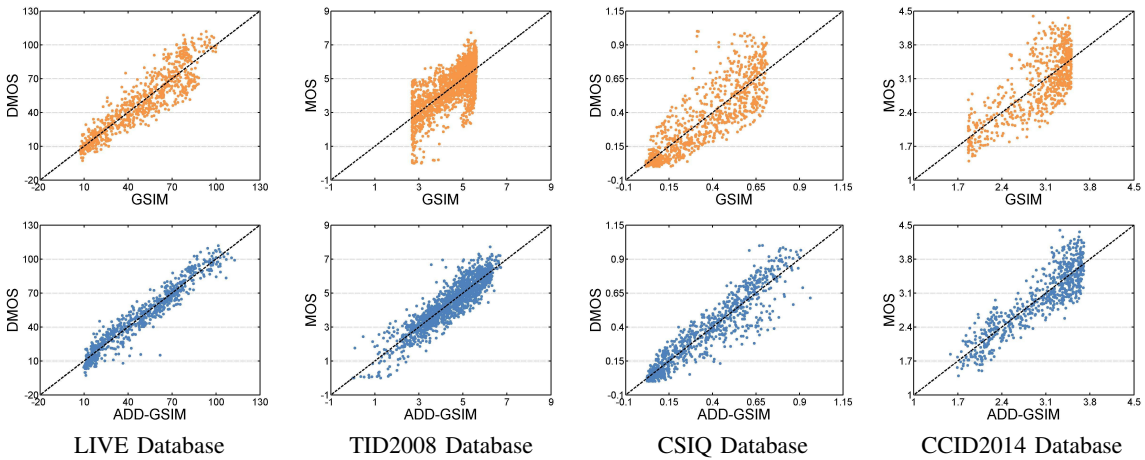 130
100
70
40
10
-20
DMOS
-20 10 40 70 100 130
GSIM
9
7
5
3
1
-1
MOS
-1 1 3 5 7 9
GSIM
1.15
0.9
0.65
0.4
0.15
-0.1
DMOS
-0.1 0.15 0.4 0.65 0.9 1.15
GSIM
4.5
3.8
3.1
2.4
1.7
1
MOS
1 1.7 2.4 3.1 3.8 4.5
GSIM
130
100
70
40
10
-20
DMOS
-20 10 40 70 100 130
ADD-GSIM
9
7
5
3
1
-1
MOS
-1 1 3 5 7 9
ADD-GSIM
1.15
0.9
0.65
0.4
0.15
-0.1
DMOS
-0.1 0.15 0.4 0.65 0.9 1.15
ADD-GSIM
4.5
3.8
3.1
2.4
1.7
1
MOS
1 1.7 2.4 3.1 3.8 4.5
ADD-GSIM
LIVE Database TID2008 Database CSIQ Database CCID2014 Database